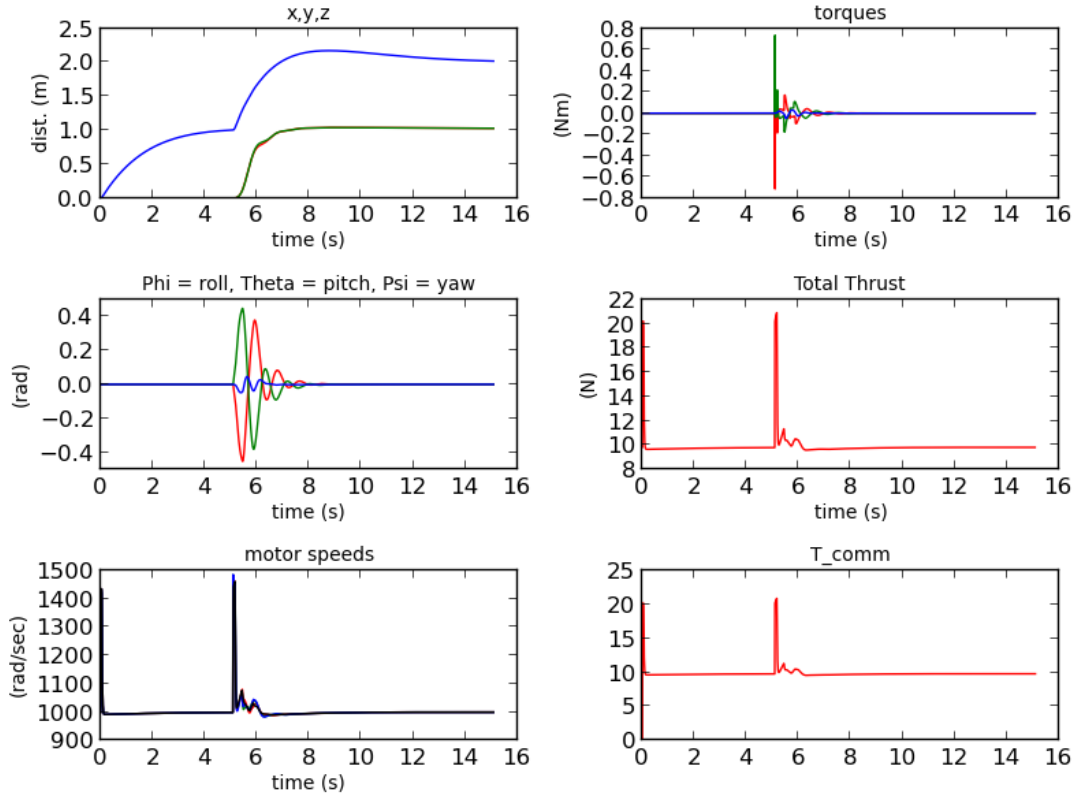 x,y,z
2.5
2.0
1.5
1.0
0.5
0.0
dist. (m)
0 2 4 6 8 10 12 14 16
time (s)
torques
0.8
0.6
0.4
0.2
0.0
−0.2
−0.4
−0.6
−0.8
(Nm)
0 2 4 6 8 10 12 14 16
time (s)
Phi = roll, Theta = pitch, Psi = yaw
0.4
0.2
0.0
−0.2
−0.4
(rad)
0 2 4 6 8 10 12 14 16
time (s)
Total Thrust
22
20
18
16
14
12
10
8
(N)
0 2 4 6 8 10 12 14 16
time (s)
motor speeds
1500
1400
1300
1200
1100
1000
900
(rad/sec)
0 2 4 6 8 10 12 14 16
time (s)
T_comm
25
20
15
10
5
0
0 2 4 6 8 10 12 14 16